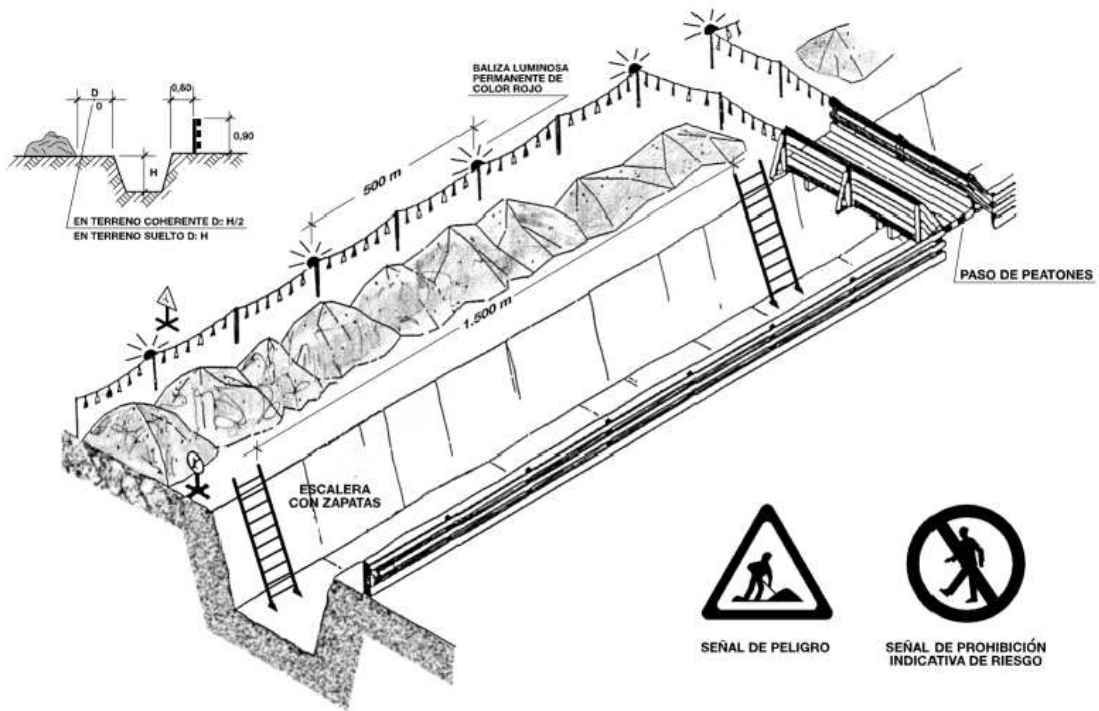 BALIZA LUMINOSA
PERMANENTE DE
COLOR ROJO
D
0
0,60
0,90
H
EN TERRENO COHERENTE D: H/2
EN TERRENO SUELTO D: H
500 m
1.500 m
PASO DE PEATONES
ESCALERA
CON ZAPATAS
SEÑAL DE PELIGRO
SEÑAL DE PROHIBICIÓN
INDICATIVA DE RIESGO